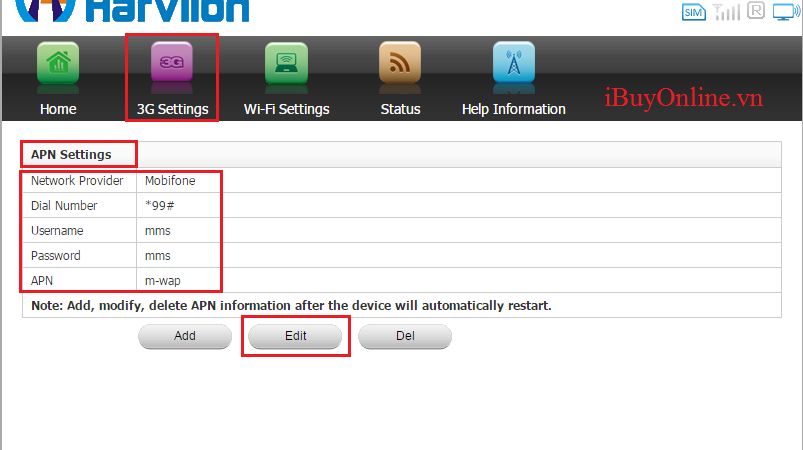 Harvilon
SIM R
3G
Home 3G Settings Wi-Fi Settings Status Help Information
iBuyOnline.vn
APN Settings
Network Provider Mobifone
Dial Number *99#
Username mms
Password mms
APN m-wap
Note: Add, modify, delete APN information after the device will automatically restart.
Add Edit Del